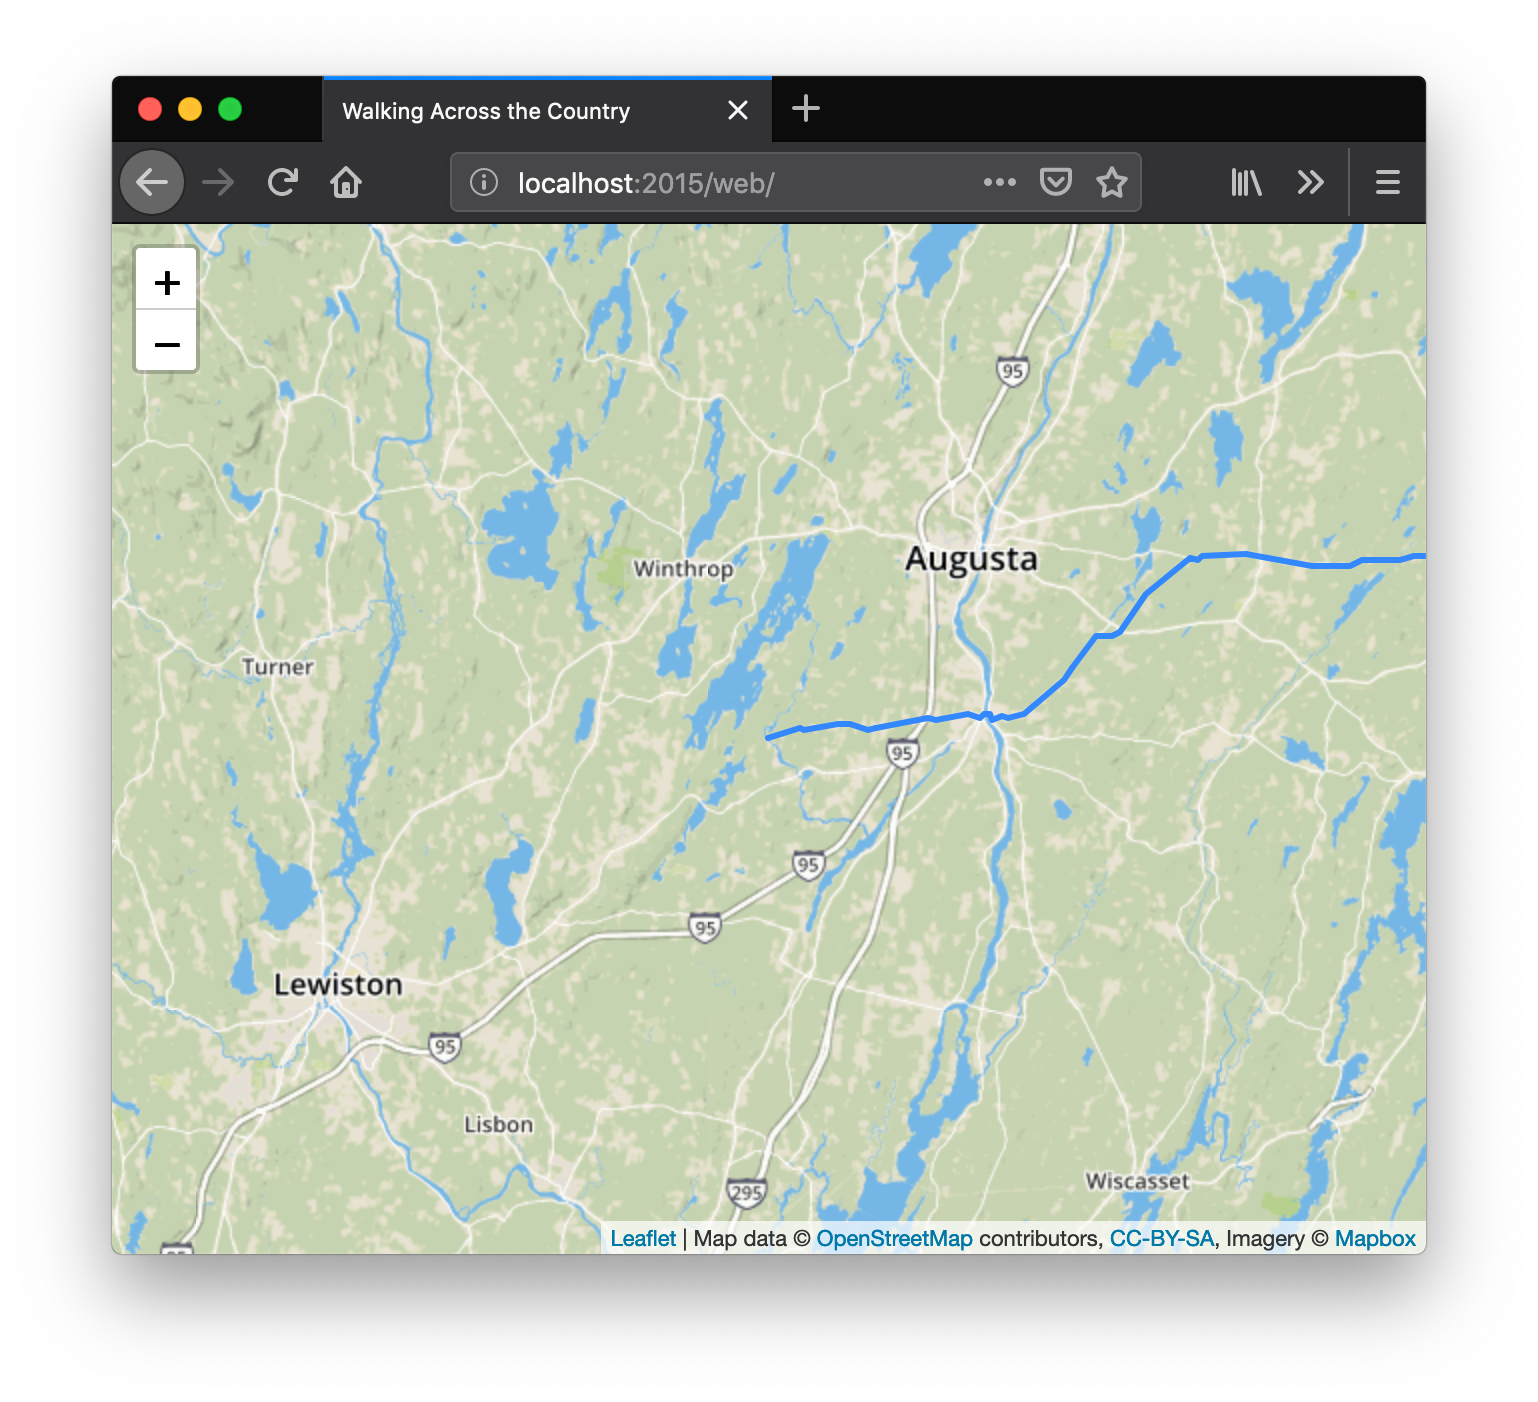 Walking Across the Country
localhost:2015/web/
+
−
95
Augusta
Winthrop
Turner
95
95
95
Lewiston
95
Lisbon
Wiscasset
295
Leaflet | Map data © OpenStreetMap contributors, CC-BY-SA, Imagery © Mapbox